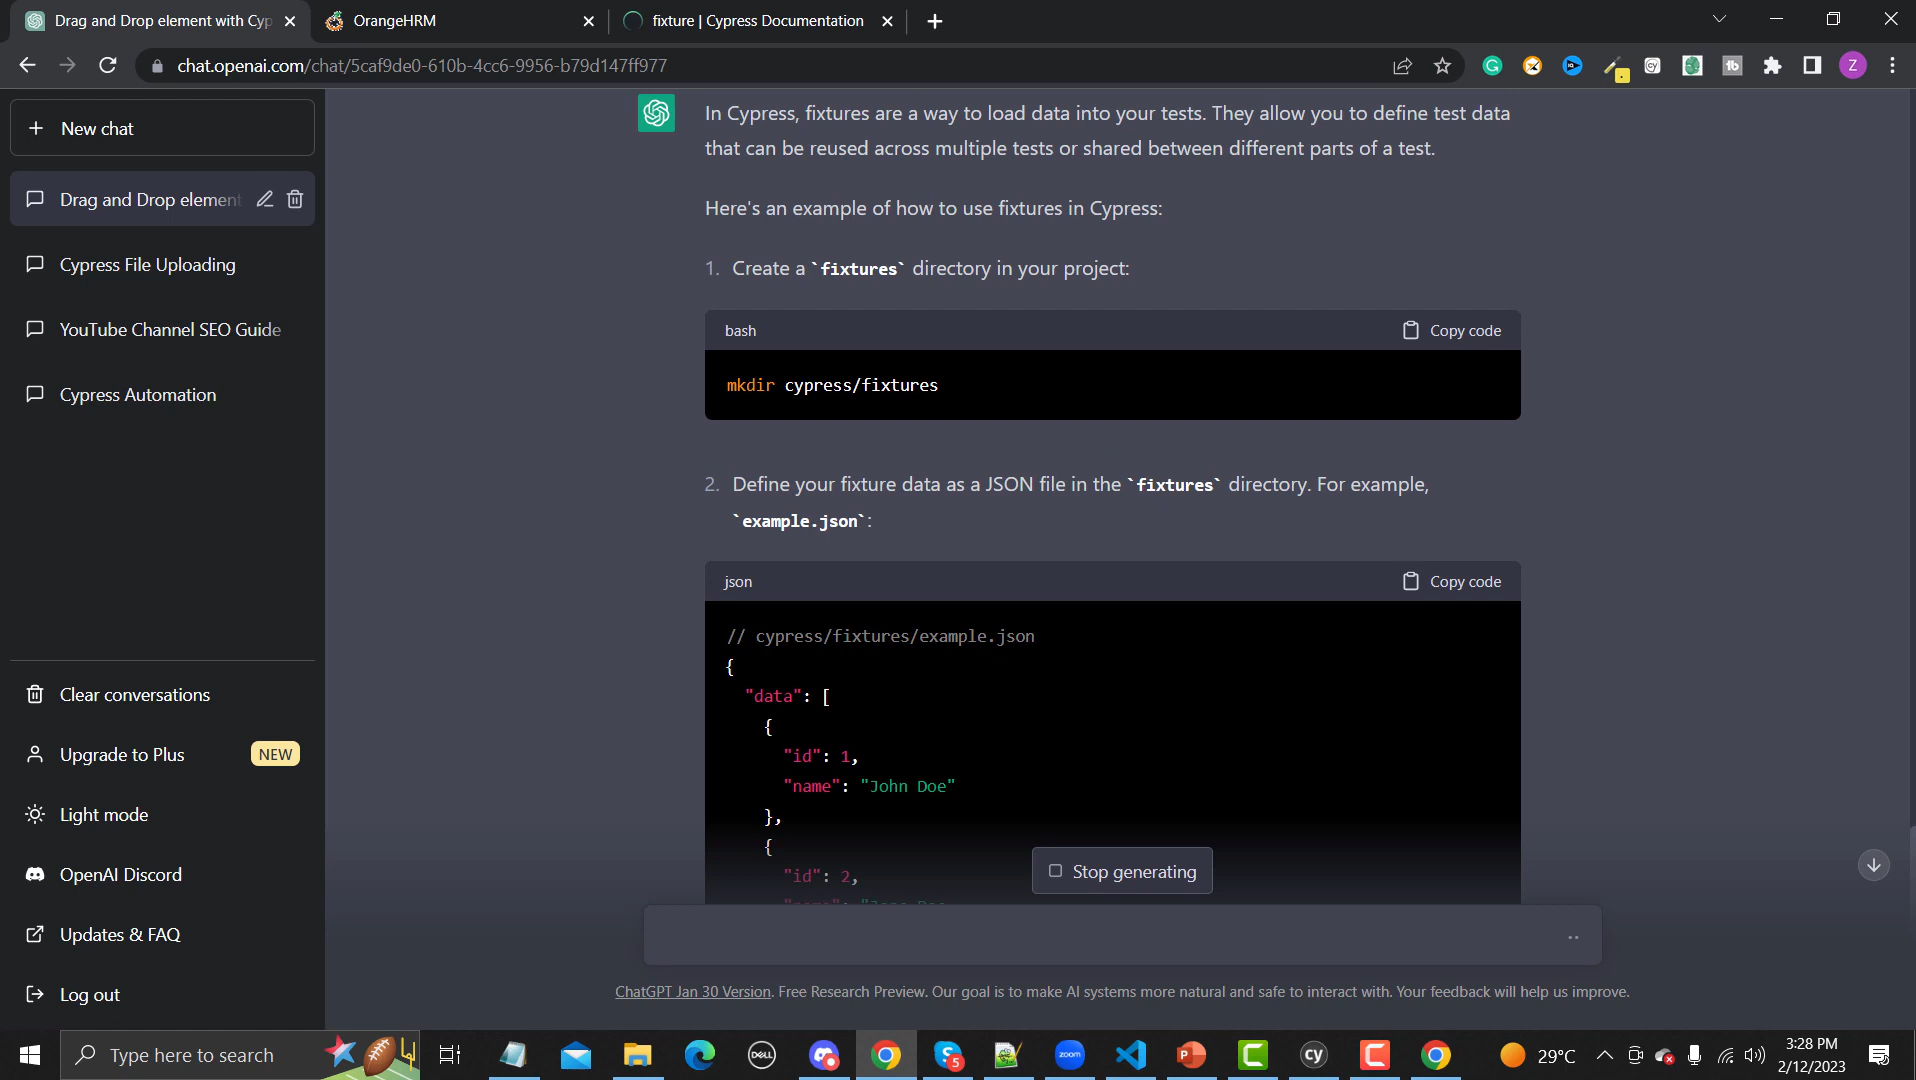 Drag and Drop element with Cyp
OrangeHRM
fixture | Cypress Documentation
chat.openai.com/chat/5caf9de0-610b-4cc6-9956-b79d147ff977
Z
New chat
Drag and Drop element
Cypress File Uploading
YouTube Channel SEO Guide
Cypress Automation
Clear conversations
Upgrade to Plus NEW
Light mode
OpenAI Discord
Updates & FAQ
Log out
In Cypress, fixtures are a way to load data into your tests. They allow you to define test data
that can be reused across multiple tests or shared between different parts of a test.
Here's an example of how to use fixtures in Cypress:
1. Create a `fixtures` directory in your project:
bash Copy code
mkdir cypress/fixtures
2. Define your fixture data as a JSON file in the `fixtures` directory. For example,
`example.json`:
json Copy code
// cypress/fixtures/example.json
{
"data": [
{
"id": 1,
"name": "John Doe"
},
{
"id": 2,
Stop generating
ChatGPT Jan 30 Version. Free Research Preview. Our goal is to make AI systems more natural and safe to interact with. Your feedback will help us improve.
Type here to search
DELL
5
zoom
P
C
cy
C
29°C
3:28 PM
2/12/2023